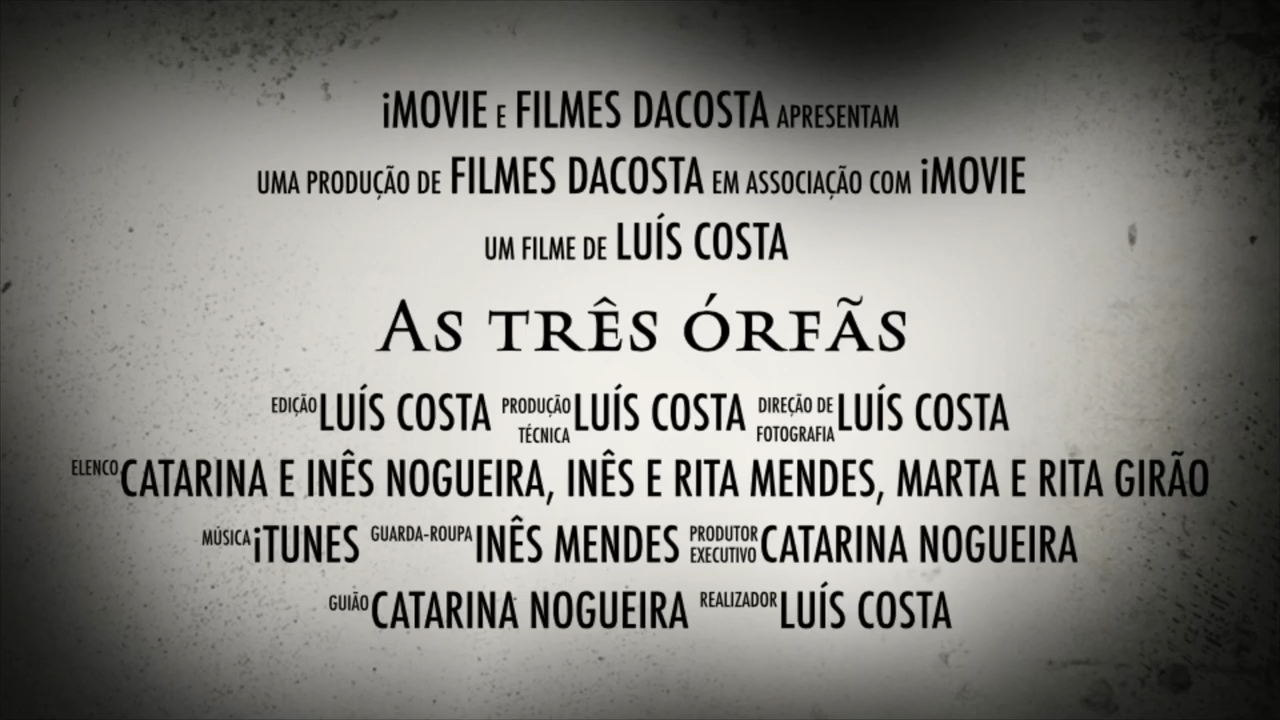 iMOVIE E FILMES DACOSTA APRESENTAM
UMA PRODUÇÃO DE FILMES DACOSTA EM ASSOCIAÇÃO COM iMOVIE
UM FILME DE LUÍS COSTA
AS TRÊS ÓRFÃS
EDIÇÃO LUÍS COSTA PRODUÇÃO TÉCNICA LUÍS COSTA DIREÇÃO DE FOTOGRAFIA LUÍS COSTA
ELENCO CATARINA E INÊS NOGUEIRA, INÊS E RITA MENDES, MARTA E RITA GIRÃO
MÚSICA iTUNES GUARDA-ROUPA INÊS MENDES PRODUTOR EXECUTIVO CATARINA NOGUEIRA
GUIÃO CATARINA NOGUEIRA REALIZADOR LUÍS COSTA